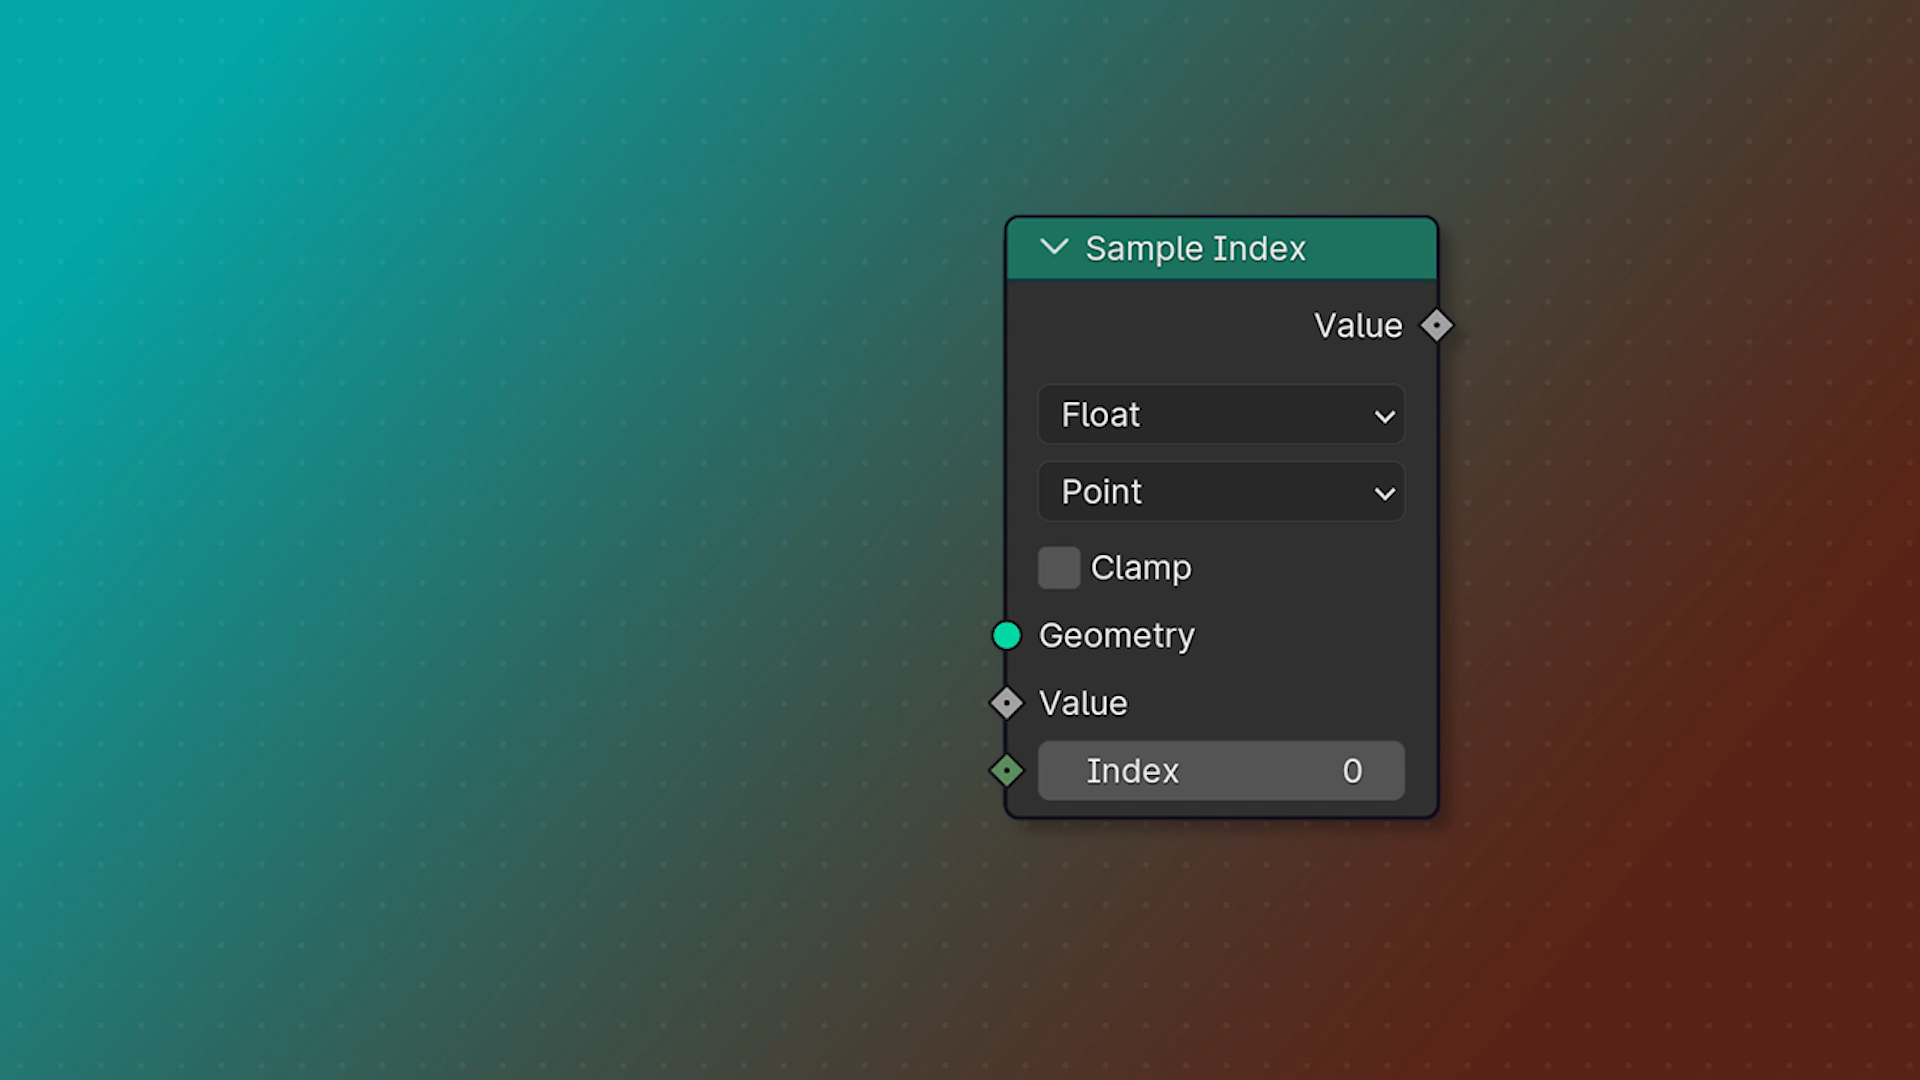 Sample Index
Value
Float
Point
Clamp
Geometry
Value
Index 0